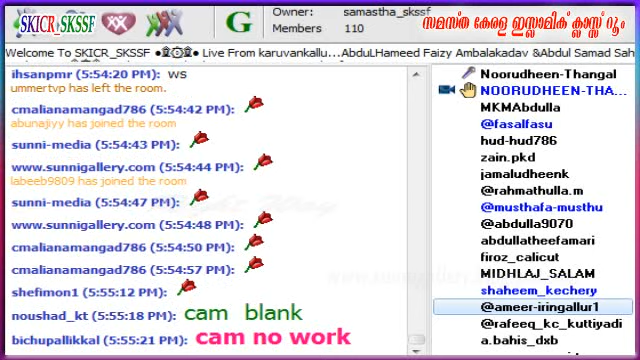 SKICR_SKSSF
Owner: samastha_skssf
Members 110
സമസ്ത കേരള ഇസ്ലാമിക് ക്ലാസ്സ് റൂം
Welcome To SKICR_SKSSF Live From karuvankallu...AbduLHameed Faizy Ambalakadav &Abdul Samad Sah
ihsanpmr (5:54:20 PM): ws
ummertvp has left the room.
cmalianamangad786 (5:54:42 PM):
abunajiyy has joined the room
sunni-media (5:54:43 PM):
www.sunnigallery.com (5:54:44 PM):
labeeb9809 has joined the room
sunni-media (5:54:47 PM):
www.sunnigallery.com (5:54:48 PM):
cmalianamangad786 (5:54:50 PM):
cmalianamangad786 (5:54:57 PM):
shefimon1 (5:55:12 PM):
noushad_kt (5:55:18 PM): cam blank
bichupallikkal (5:55:21 PM): cam no work
Noorudheen-Thangal
NOORUDHEEN-THA...
MKMAbdulla
@fasalfasu
hud-hud786
zain.pkd
jamaludheenk
@rahmathulla.m
@musthafa-musthu
@abdulla9070
abdullatheefamari
firoz_calicut
MIDHLAJ_SALAM
shaheem_kechery
@ameer-iringallur1
@rafeeq_kc_kuttiyadi
a.bahis_dxb